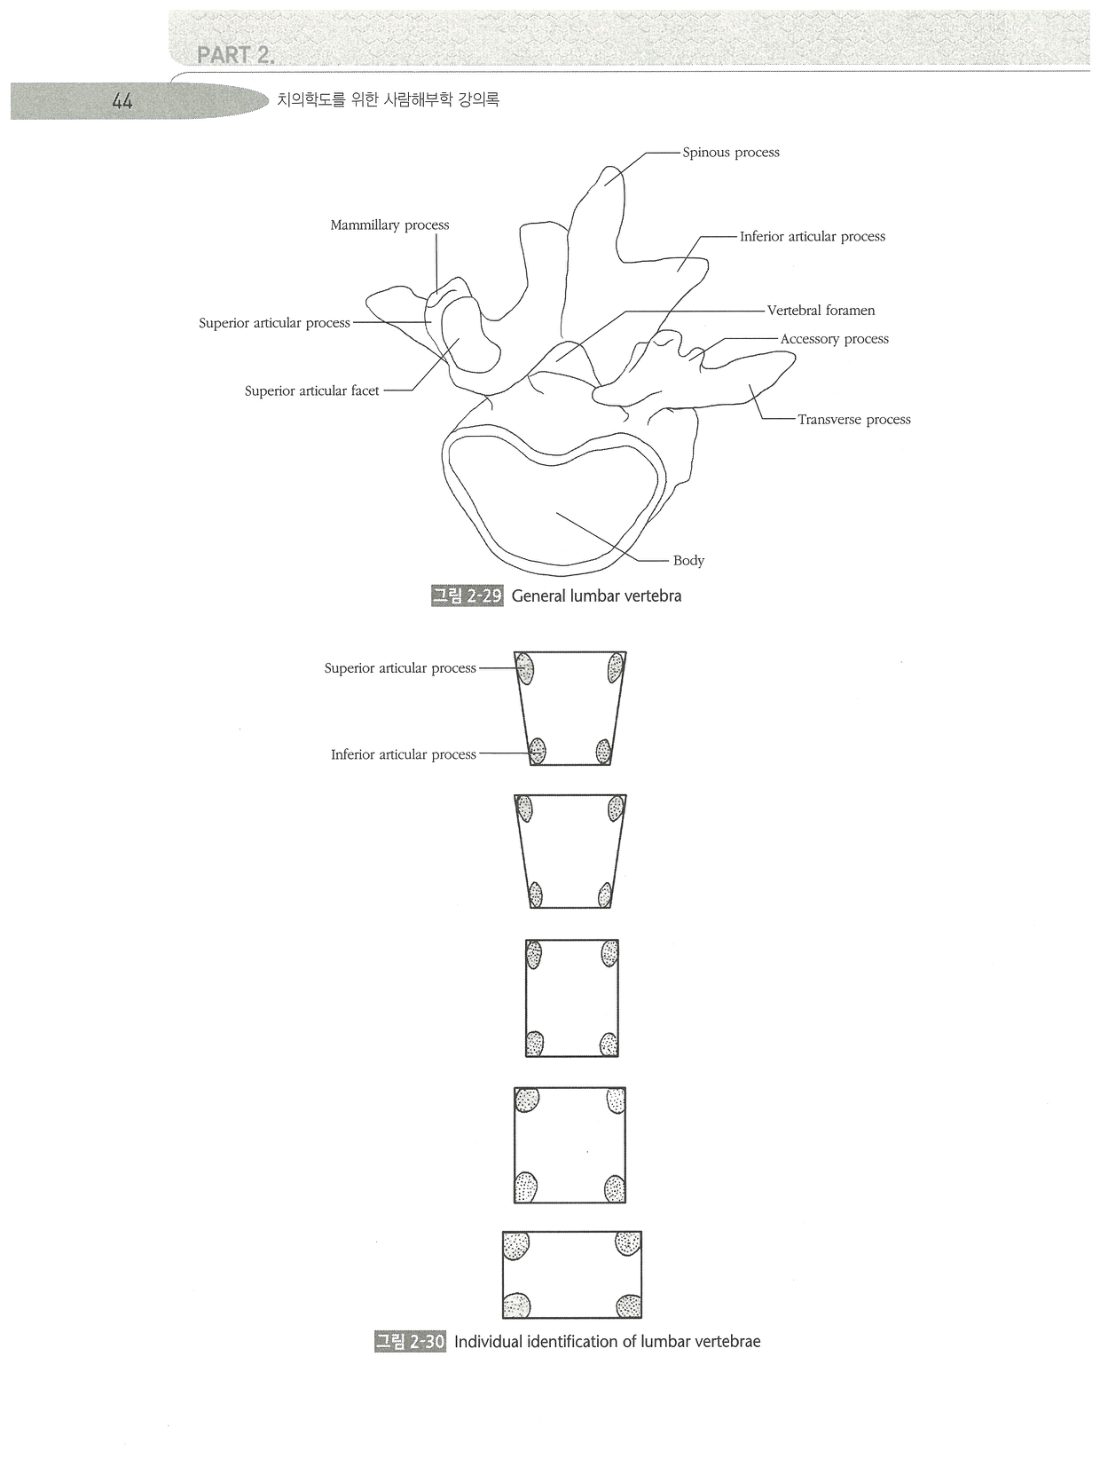 PART 2.
44
치의학도를 위한 사람해부학 강의록
Spinous process
Mammillary process
Inferior articular process
Vertebral foramen
Superior articular process
Accessory process
Superior articular facet
Transverse process
Body
그림 2-29 General lumbar vertebra
Superior articular process
Inferior articular process
그림 2-30 Individual identification of lumbar vertebrae